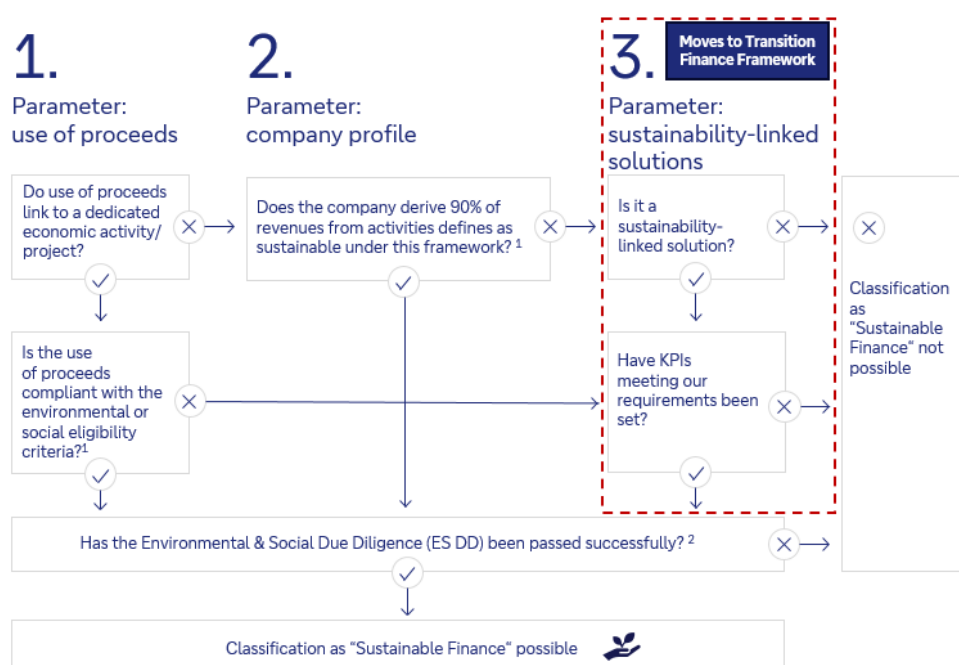 1.
Parameter:
use of proceeds
2.
Parameter:
company profile
3.
Moves to Transition
Finance Framework
Parameter:
sustainability-linked
solutions
Do use of proceeds
link to a dedicated
economic activity/
project?
Does the company derive 90% of
revenues from activities defines as
sustainable under this framework? 1
Is it a
sustainability-
linked solution?
Is the use
of proceeds
compliant with the
environmental or
social eligibility
criteria?1
Have KPIs
meeting our
requirements been
set?
Classification
as
"Sustainable
Finance" not
possible
Has the Environmental & Social Due Diligence (ES DD) been passed successfully? 2
Classification as "Sustainable Finance" possible